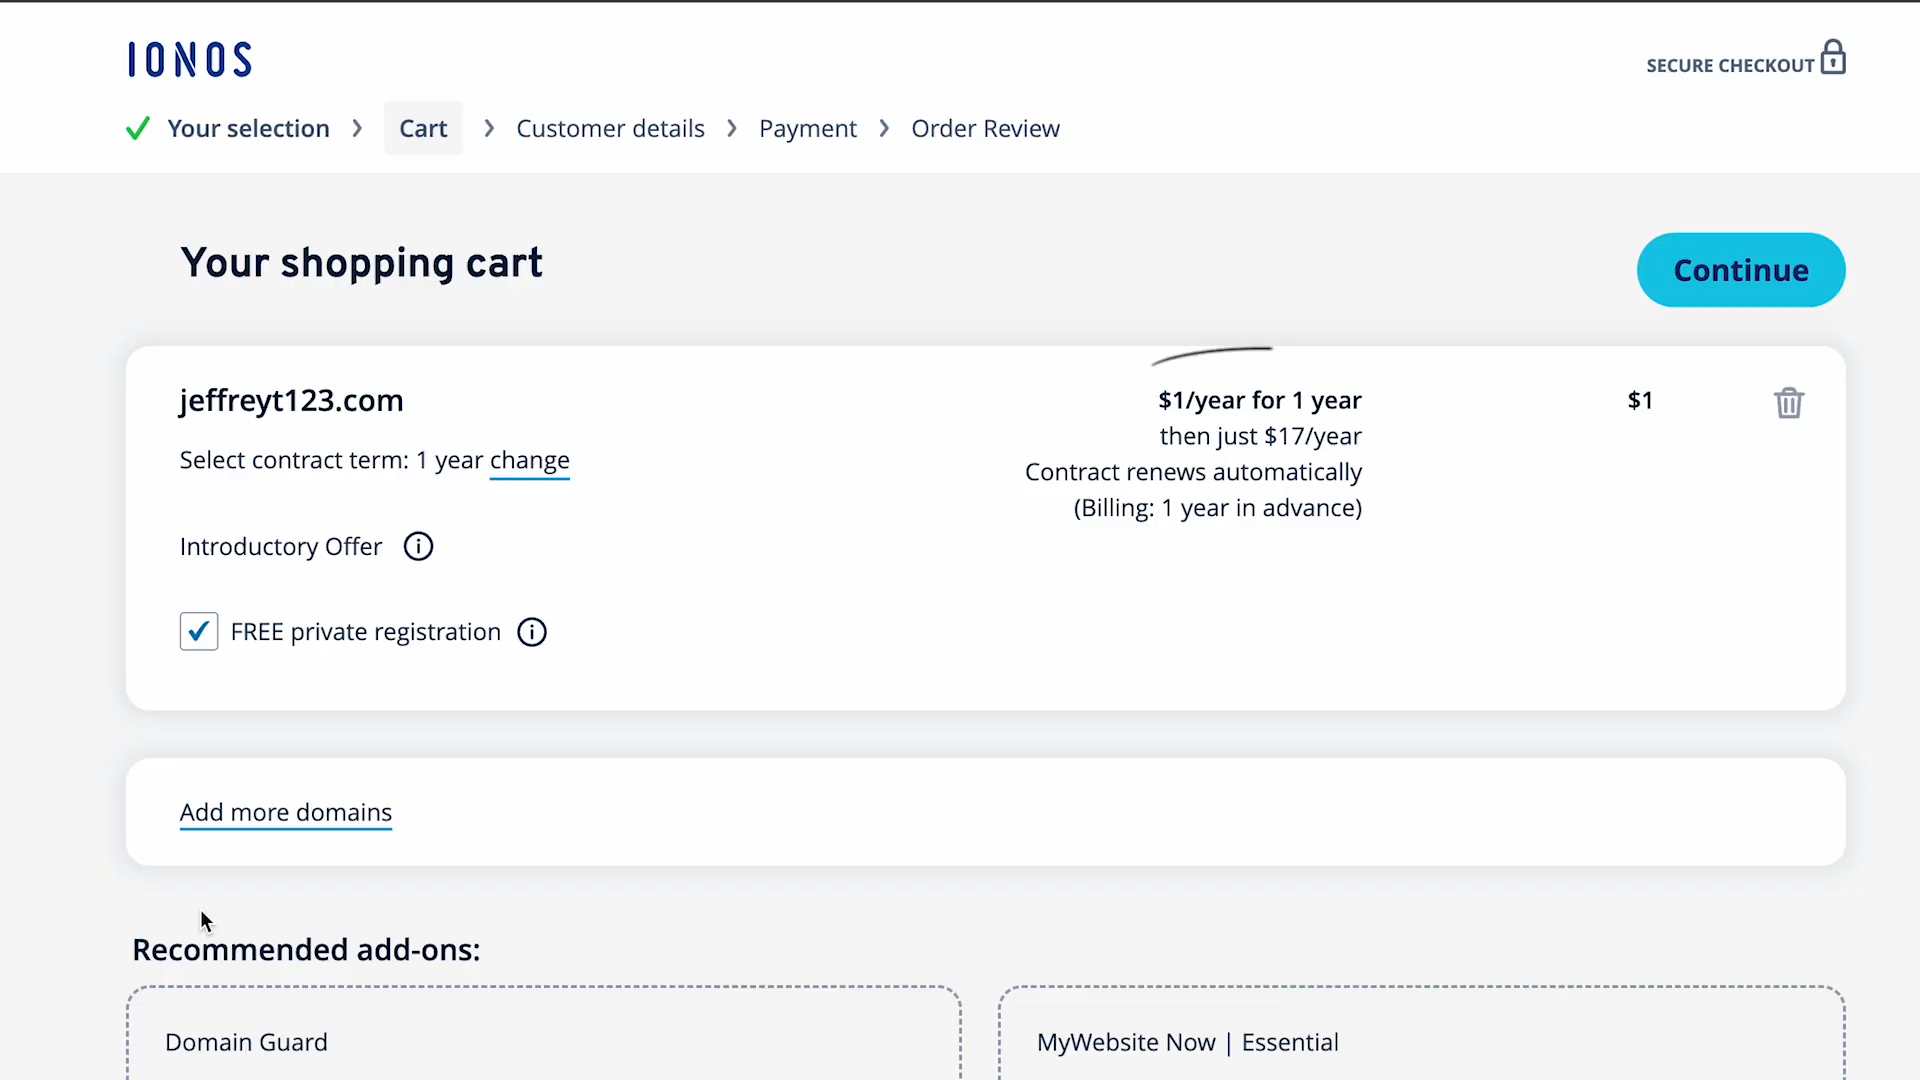 IONOS
SECURE CHECKOUT
Your selection > Cart > Customer details > Payment > Order Review
Your shopping cart
Continue
jeffreyt123.com
$1/year for 1 year
$1
then just $17/year
Select contract term: 1 year change
Contract renews automatically
(Billing: 1 year in advance)
Introductory Offer
FREE private registration
Add more domains
Recommended add-ons:
Domain Guard
MyWebsite Now | Essential